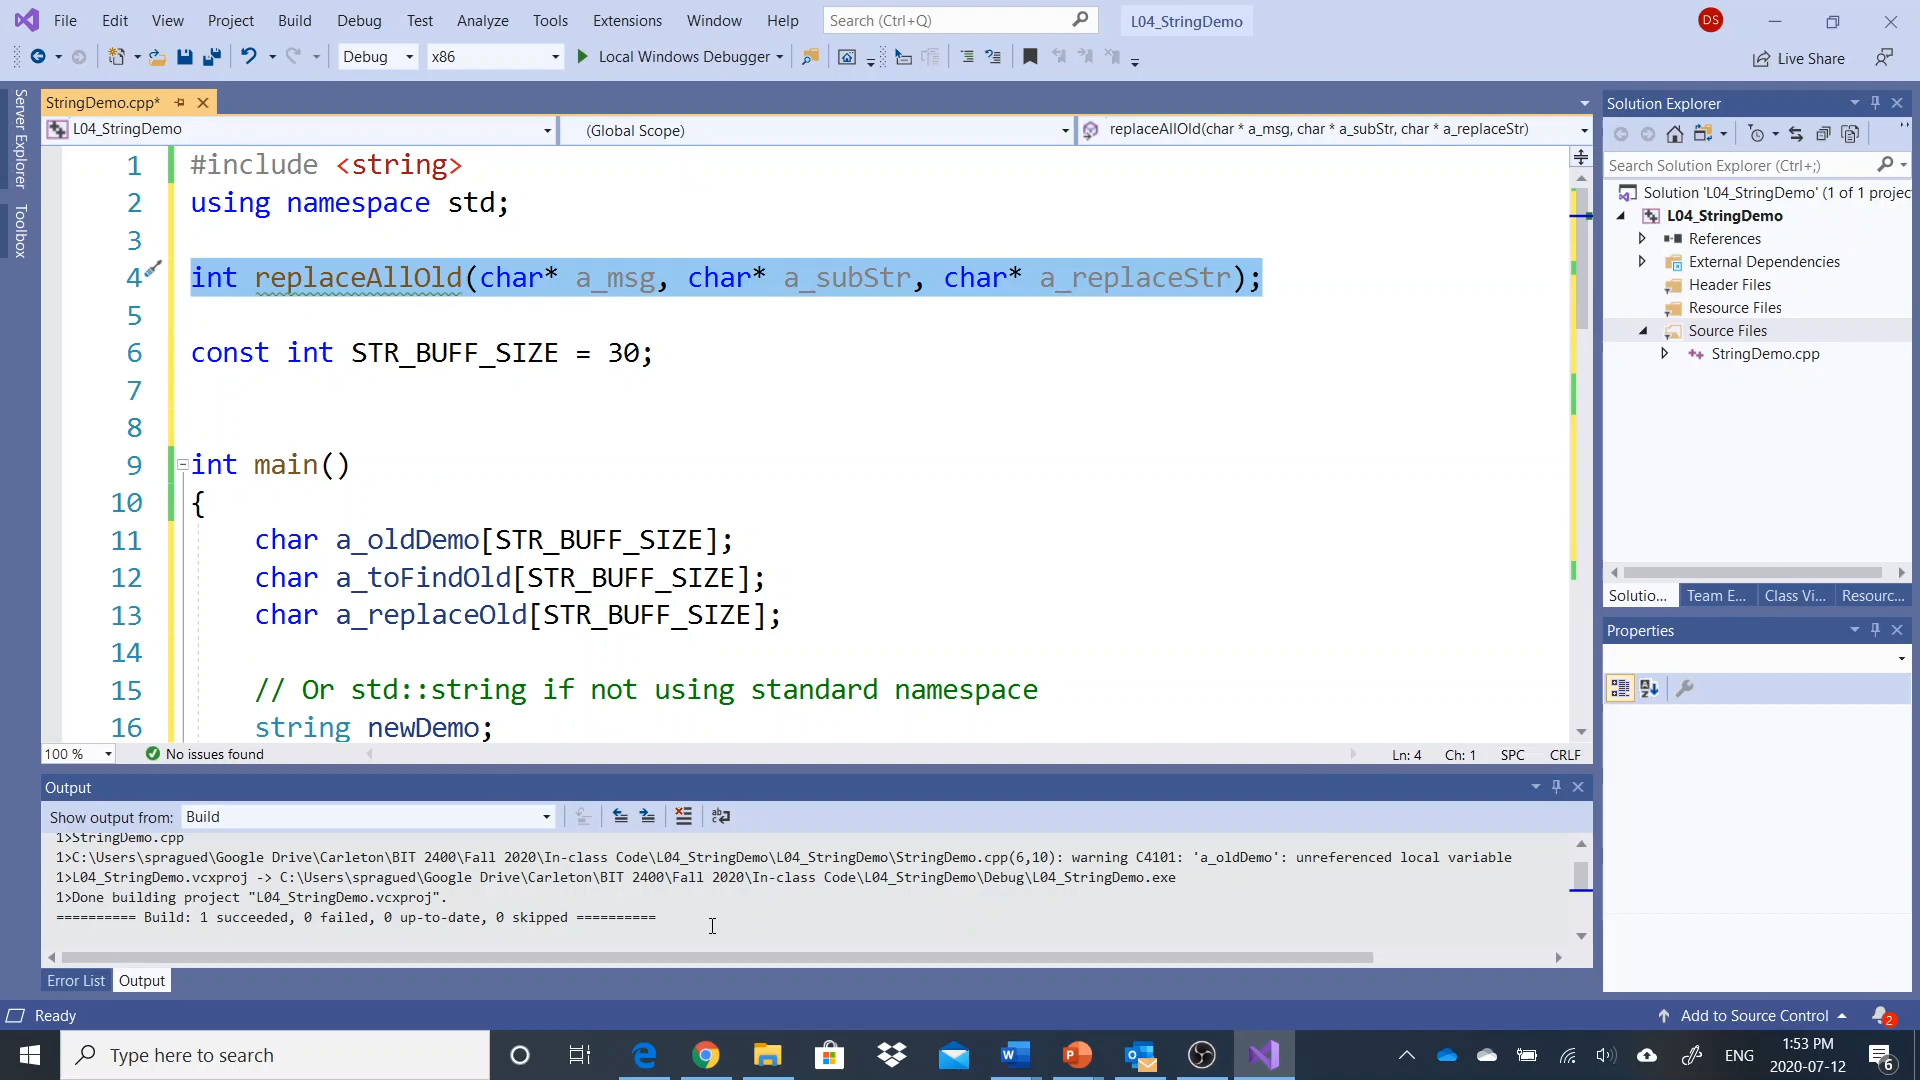 File Edit View Project Build Debug Test Analyze Tools Extensions Window Help Search (Ctrl+Q) L04_StringDemo DS
Debug x86 Local Windows Debugger Live Share
Server Explorer
Toolbox
StringDemo.cpp*
L04_StringDemo (Global Scope) replaceAllOld(char * a_msg, char * a_subStr, char * a_replaceStr)
1 #include <string>
2 using namespace std;
3
4 int replaceAllOld(char* a_msg, char* a_subStr, char* a_replaceStr);
5
6 const int STR_BUFF_SIZE = 30;
7
8
9 int main()
10 {
11 char a_oldDemo[STR_BUFF_SIZE];
12 char a_toFindOld[STR_BUFF_SIZE];
13 char a_replaceOld[STR_BUFF_SIZE];
14
15 // Or std::string if not using standard namespace
16 string newDemo;
100 % No issues found Ln: 4 Ch: 1 SPC CRLF
Output
Show output from: Build
1>StringDemo.cpp
1>C:\Users\spragued\Google Drive\Carleton\BIT 2400\Fall 2020\In-class Code\L04_StringDemo\L04_StringDemo\StringDemo.cpp(6,10): warning C4101: 'a_oldDemo': unreferenced local variable
1>L04_StringDemo.vcxproj -> C:\Users\spragued\Google Drive\Carleton\BIT 2400\Fall 2020\In-class Code\L04_StringDemo\Debug\L04_StringDemo.exe
1>Done building project "L04_StringDemo.vcxproj".
========== Build: 1 succeeded, 0 failed, 0 up-to-date, 0 skipped ==========
Error List Output
Solution Explorer
Search Solution Explorer (Ctrl+;)
Solution 'L04_StringDemo' (1 of 1 projec
L04_StringDemo
References
External Dependencies
Header Files
Resource Files
Source Files
StringDemo.cpp
Solutio... Team E... Class Vi... Resourc...
Properties
Ready Add to Source Control 2
Type here to search ENG 1:53 PM
2020-07-12 6